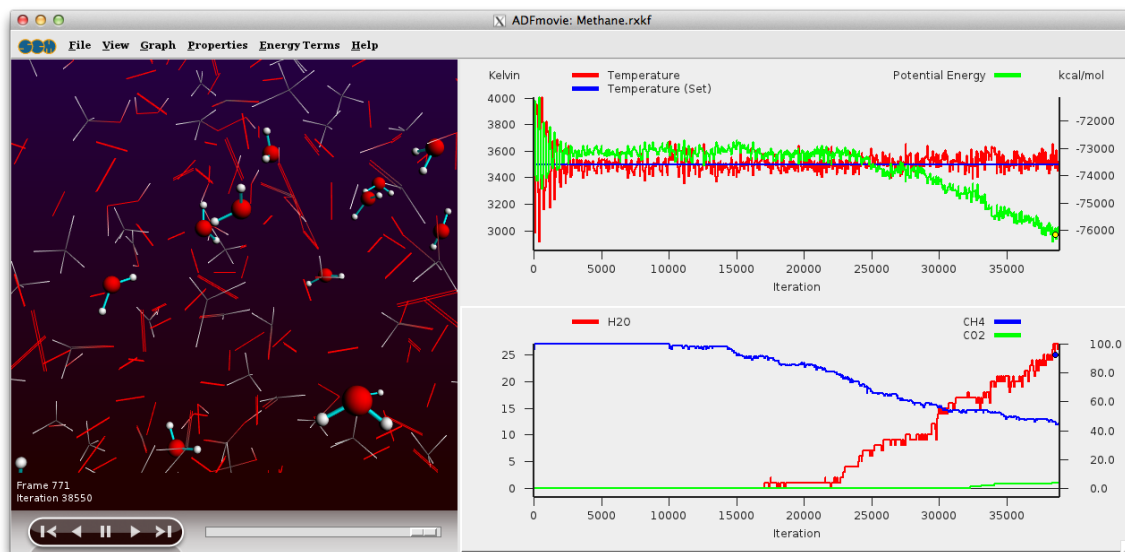 ADFmovie: Methane.rxkf
SCM File View Graph Properties Energy Terms Help
Frame 771
Iteration 38550
Kelvin Temperature Potential Energy kcal/mol
Temperature (Set)
4000
3800
3600
3400
3200
3000
-72000
-73000
-74000
-75000
-76000
0 5000 10000 15000 20000 25000 30000 35000
Iteration
H2O CH4
CO2
25
20
15
10
5
0
100.0
80.0
60.0
40.0
20.0
0.0
0 5000 10000 15000 20000 25000 30000 35000
Iteration